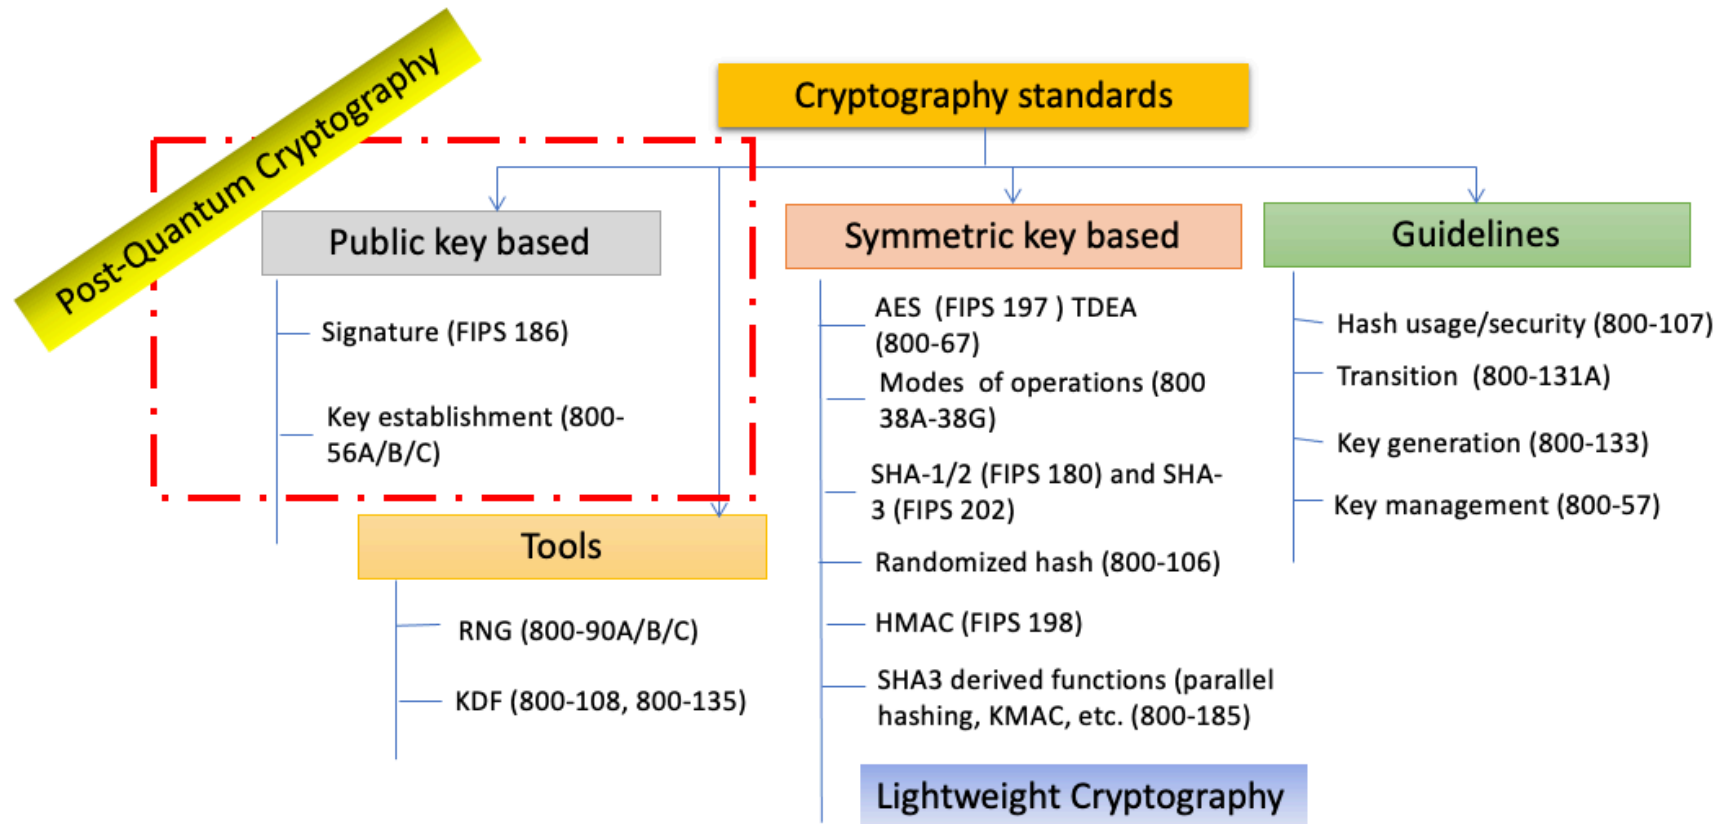 Post-Quantum Cryptography
Cryptography standards
Public key based
Signature (FIPS 186)
Key establishment (800-
56A/B/C)
Tools
RNG (800-90A/B/C)
KDF (800-108, 800-135)
Symmetric key based
AES (FIPS 197 ) TDEA
(800-67)
Modes of operations (800
38A-38G)
SHA-1/2 (FIPS 180) and SHA-
3 (FIPS 202)
Randomized hash (800-106)
HMAC (FIPS 198)
SHA3 derived functions (parallel
hashing, KMAC, etc. (800-185)
Lightweight Cryptography
Guidelines
Hash usage/security (800-107)
Transition (800-131A)
Key generation (800-133)
Key management (800-57)